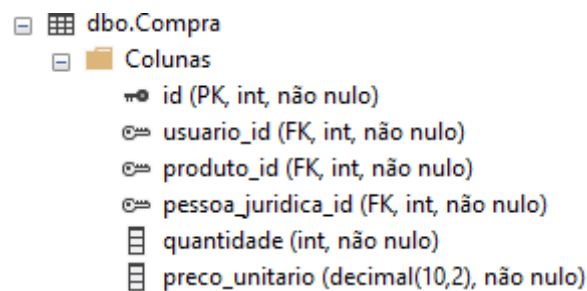 dbo.Compra
Colunas
id (PK, int, não nulo)
usuario_id (FK, int, não nulo)
produto_id (FK, int, não nulo)
pessoa_juridica_id (FK, int, não nulo)
quantidade (int, não nulo)
preco_unitario (decimal(10,2), não nulo)